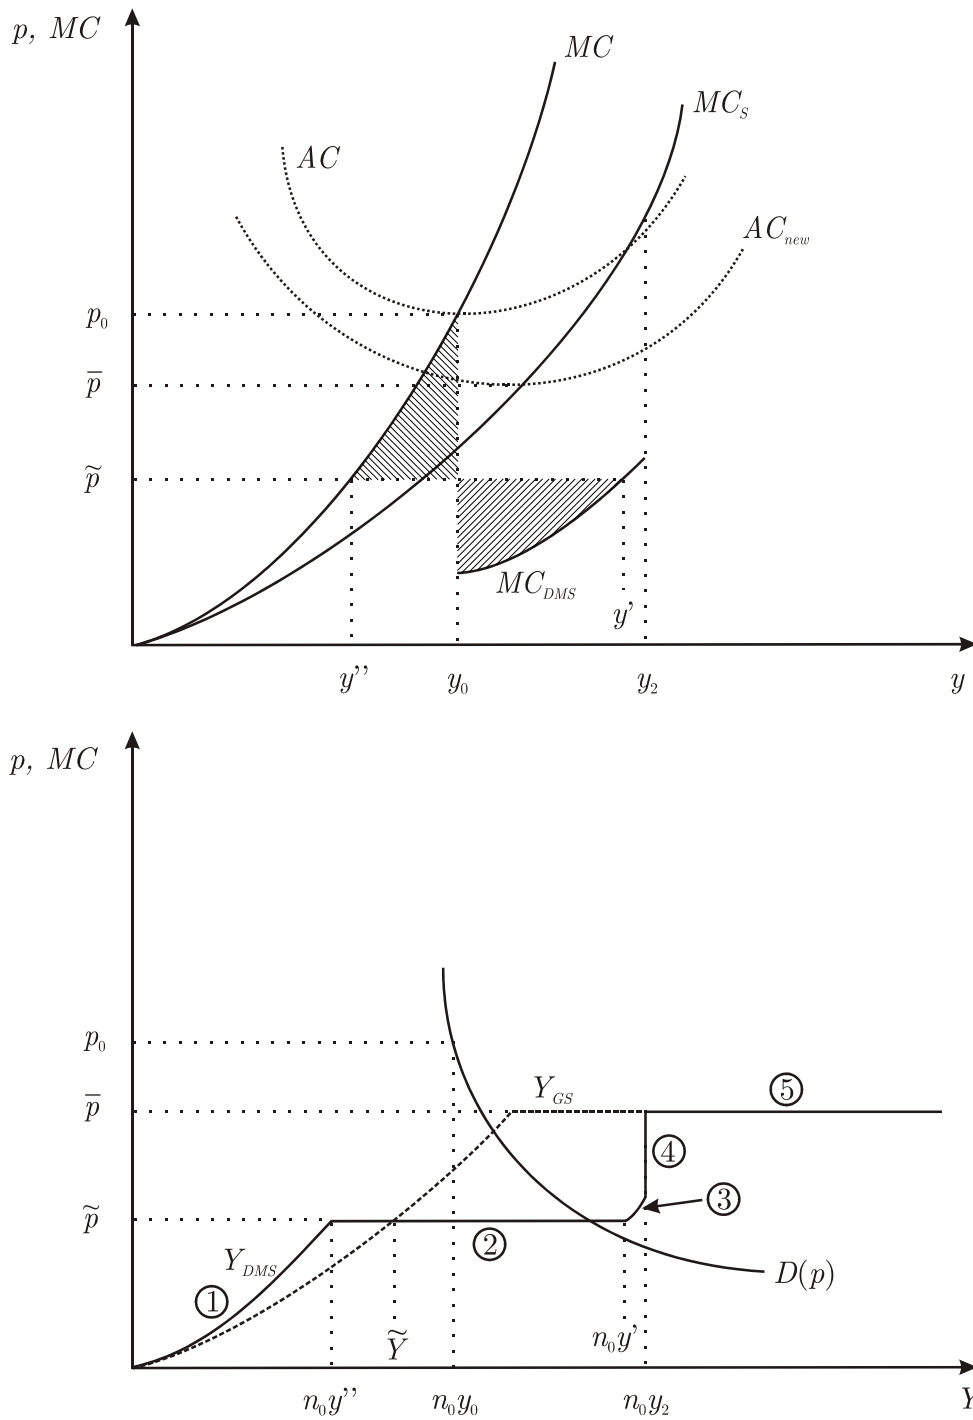 p, MC
MC
MC_S
AC
AC_new
p_0
p̅
p̃
MC_DMS
y'
y''
y_0
y_2
y
p, MC
p_0
p̅
Y_GS
⑤
④
③
p̃
②
Y_DMS
D(p)
①
Ỹ
n_0y'
n_0y''
n_0y_0
n_0y_2
Y